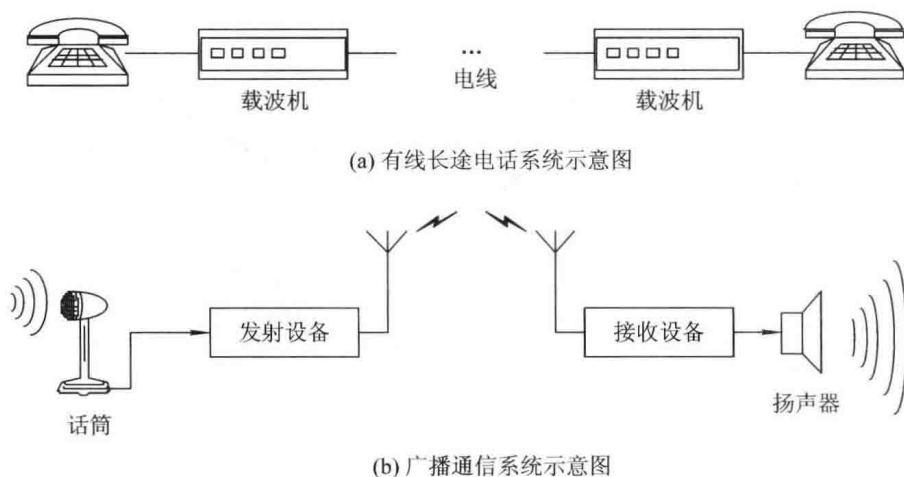 ...
电线
载波机
载波机
(a) 有线长途电话系统示意图
发射设备
接收设备
话筒
扬声器
(b) 广播通信系统示意图